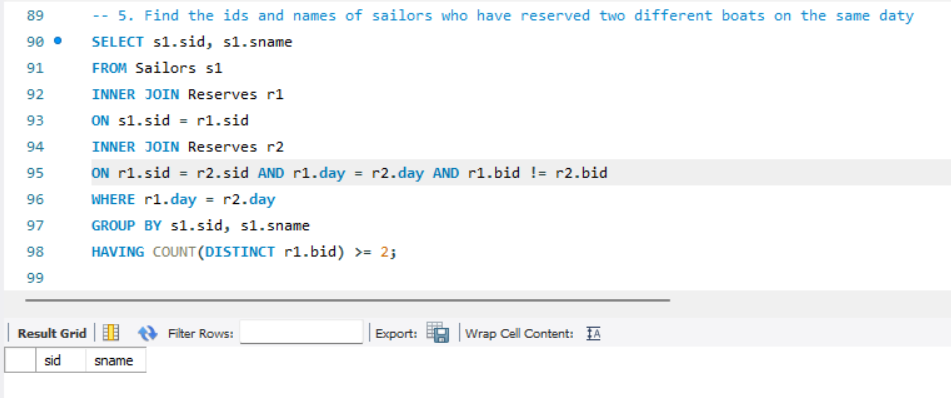 89 -- 5. Find the ids and names of sailors who have reserved two different boats on the same daty
90 SELECT s1.sid, s1.sname
91 FROM Sailors s1
92 INNER JOIN Reserves r1
93 ON s1.sid = r1.sid
94 INNER JOIN Reserves r2
95 ON r1.sid = r2.sid AND r1.day = r2.day AND r1.bid != r2.bid
96 WHERE r1.day = r2.day
97 GROUP BY s1.sid, s1.sname
98 HAVING COUNT(DISTINCT r1.bid) >= 2;
99
Result Grid Filter Rows: Export: Wrap Cell Content: IA
sid sname